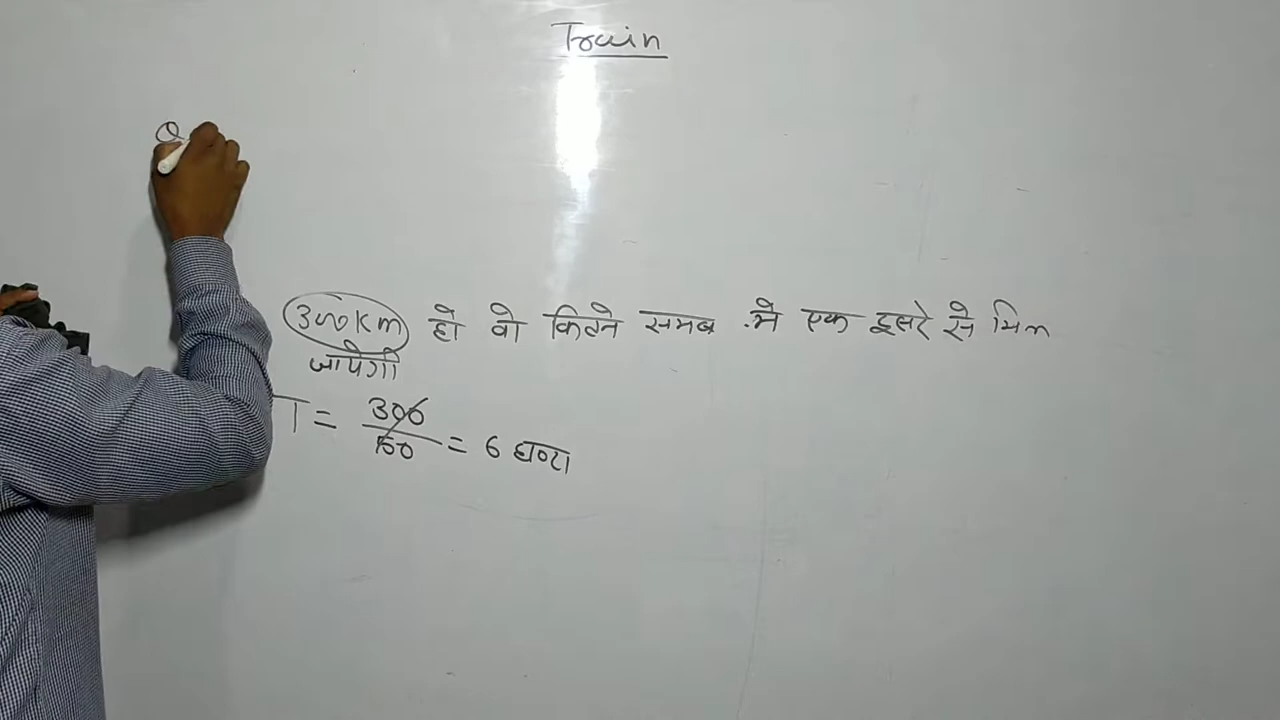 Train
Q
300km हो वो कितने समय में एक दूसरे से मिल
जायेगी
T = 300/50 = 6 घण्टा